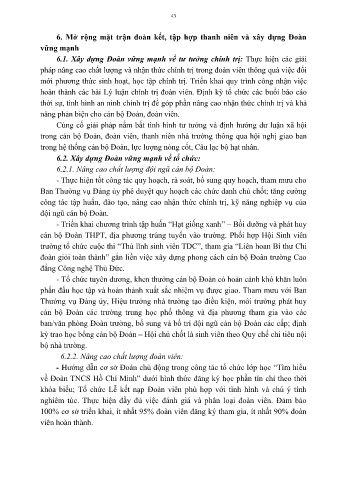 43
6. Mở rộng mặt trận đoàn kết, tập hợp thanh niên và xây dựng Đoàn
vững mạnh
6.1. Xây dựng Đoàn vững mạnh về tư tưởng chính trị: Thực hiện các giải
pháp nâng cao chất lượng và nhận thức chính trị trong đoàn viên thông qua việc đổi
mới phương thức sinh hoạt, học tập chính trị. Triển khai quy trình công nhận việc
hoàn thành các bài Lý luận chính trị đoàn viên. Định kỳ tổ chức các buổi báo cáo
thời sự, tình hình an ninh chính trị để góp phần nâng cao nhận thức chính trị và khả
năng phản biện cho cán bộ Đoàn, đoàn viên.
Củng cố giải pháp nắm bắt tình hình tư tưởng và định hướng dư luận xã hội
trong cán bộ Đoàn, đoàn viên, thanh niên nhà trường thông qua hội nghị giao ban
trong hệ thống cán bộ Đoàn, lực lượng nòng cốt, Câu lạc bộ hạt nhân.
6.2. Xây dựng Đoàn vững mạnh về tổ chức:
6.2.1. Nâng cao chất lượng đội ngũ cán bộ Đoàn:
- Thực hiện tốt công tác quy hoạch, rà soát, bổ sung quy hoạch, tham mưu cho
Ban Thường vụ Đảng ủy phê duyệt quy hoạch các chức danh chủ chốt; tăng cường
công tác tập huấn, đào tạo, nâng cao nhận thức chính trị, kỹ năng nghiệp vụ của
đội ngũ cán bộ Đoàn.
- Triển khai chương trình tập huấn “Hạt giống xanh” – Bồi dưỡng và phát huy
cán bộ Đoàn THPT, địa phương trúng tuyển vào trường. Phối hợp Hội Sinh viên
trường tổ chức cuộc thi “Thủ lĩnh sinh viên TDC”, tham gia “Liên hoan Bí thư Chi
đoàn giỏi toàn thành” gắn liền việc xây dựng phong cách cán bộ Đoàn trường Cao
đẳng Công nghệ Thủ Đức.
- Tổ chức tuyên dương, khen thưởng cán bộ Đoàn có hoàn cảnh khó khăn luôn
phấn đấu học tập và hoàn thành xuất sắc nhiệm vụ được giao. Tham mưu với Ban
Thường vụ Đảng ủy, Hiệu trưởng nhà trường tạo điều kiện, môi trường phát huy
cán bộ Đoàn các trường trung học phổ thông và địa phương tham gia vào các
ban/văn phòng Đoàn trường, bổ sung và bố trí đội ngũ cán bộ Đoàn các cấp; định
kỳ trao học bổng cán bộ Đoàn – Hội chủ chốt là sinh viên theo Quy chế chi tiêu nội
bộ nhà trường.
6.2.2. Nâng cao chất lượng đoàn viên:
- Hướng dẫn cơ sở Đoàn chủ động trong công tác tổ chức lớp học “Tìm hiểu
về Đoàn TNCS Hồ Chí Minh” dưới hình thức đăng ký học phần tín chỉ theo thời
khóa biểu; Tổ chức Lễ kết nạp Đoàn viên phù hợp với tình hình và chú ý tính
nghiêm túc. Thực hiện đầy đủ việc đánh giá và phân loại đoàn viên. Đảm bảo
100% cơ sở triển khai, ít nhất 95% đoàn viên đăng ký tham gia, ít nhất 90% đoàn
viên hoàn thành.